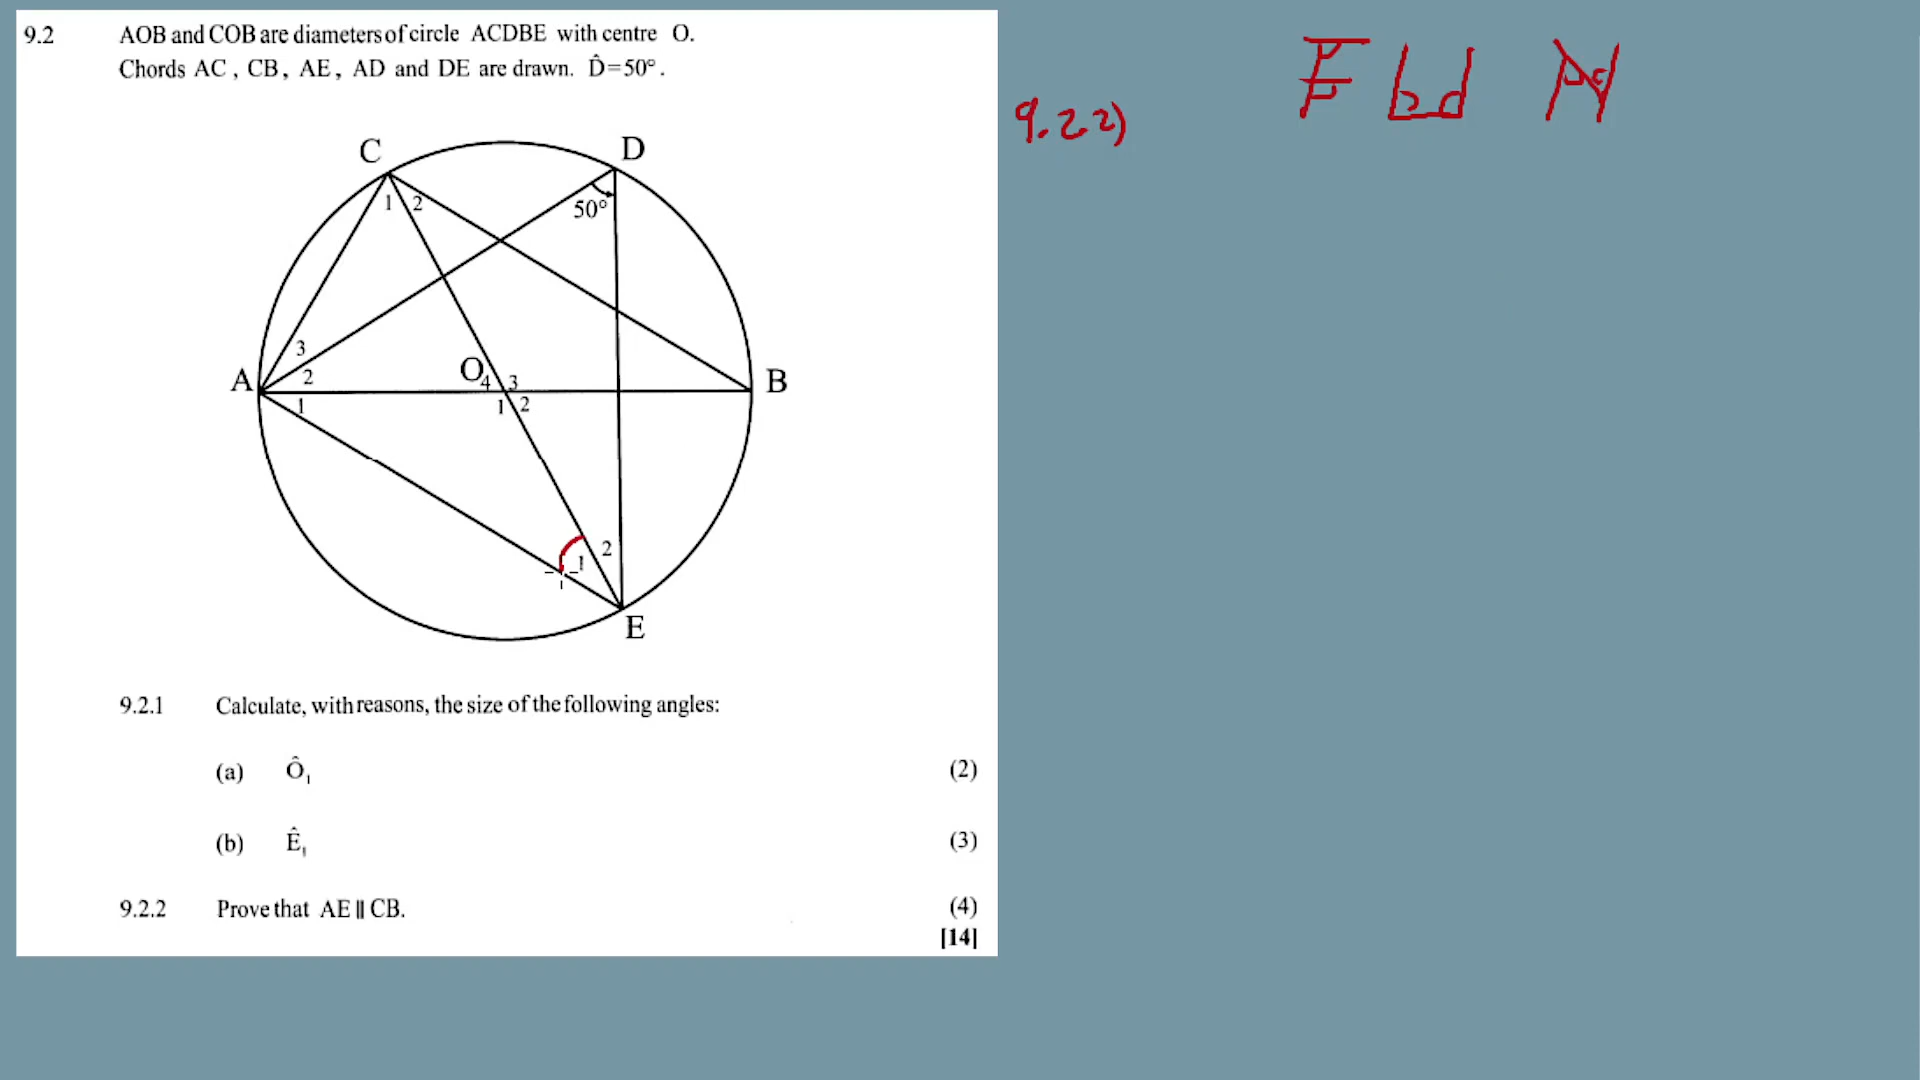 9.2 AOB and COB are diameters of circle ACDBE with centre O.
Chords AC, CB, AE, AD and DE are drawn. D̂=50°.
C
D
1 2
50°
3
2
1
A
O
4 3
1 2
B
2
1
E
9.2.1 Calculate, with reasons, the size of the following angles:
(a) Ô₁ (2)
(b) Ê₁ (3)
9.2.2 Prove that AE ∥ CB. (4)
[14]
9.2.2)